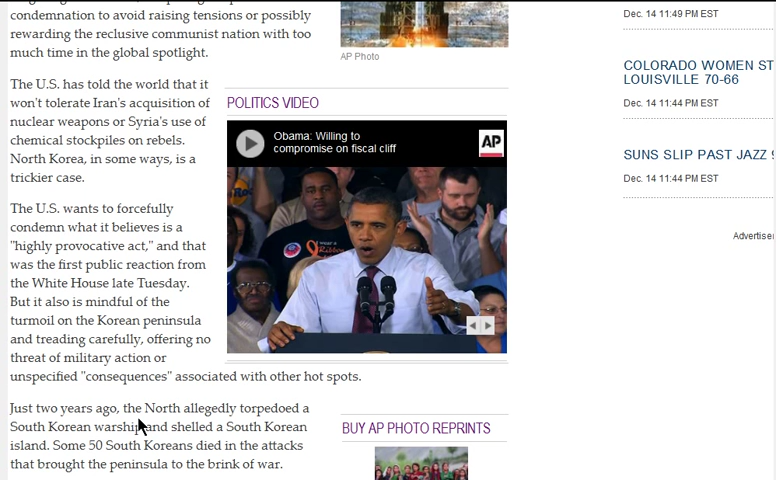 condemnation to avoid raising tensions or possibly
rewarding the reclusive communist nation with too
much time in the global spotlight.
AP Photo
The U.S. has told the world that it
won't tolerate Iran's acquisition of
nuclear weapons or Syria's use of
chemical stockpiles on rebels.
North Korea, in some ways, is a
trickier case.
The U.S. wants to forcefully
condemn what it believes is a
"highly provocative act," and that
was the first public reaction from
the White House late Tuesday.
But it also is mindful of the
turmoil on the Korean peninsula
and treading carefully, offering no
threat of military action or
unspecified "consequences" associated with other hot spots.
POLITICS VIDEO
Obama: Willing to
compromise on fiscal cliff
AP
Just two years ago, the North allegedly torpedoed a
South Korean warship and shelled a South Korean
island. Some 50 South Koreans died in the attacks
that brought the peninsula to the brink of war.
BUY AP PHOTO REPRINTS
Dec. 14 11:49 PM EST
COLORADO WOMEN ST
LOUISVILLE 70-66
Dec. 14 11:44 PM EST
SUNS SLIP PAST JAZZ 9
Dec. 14 11:44 PM EST
Advertise